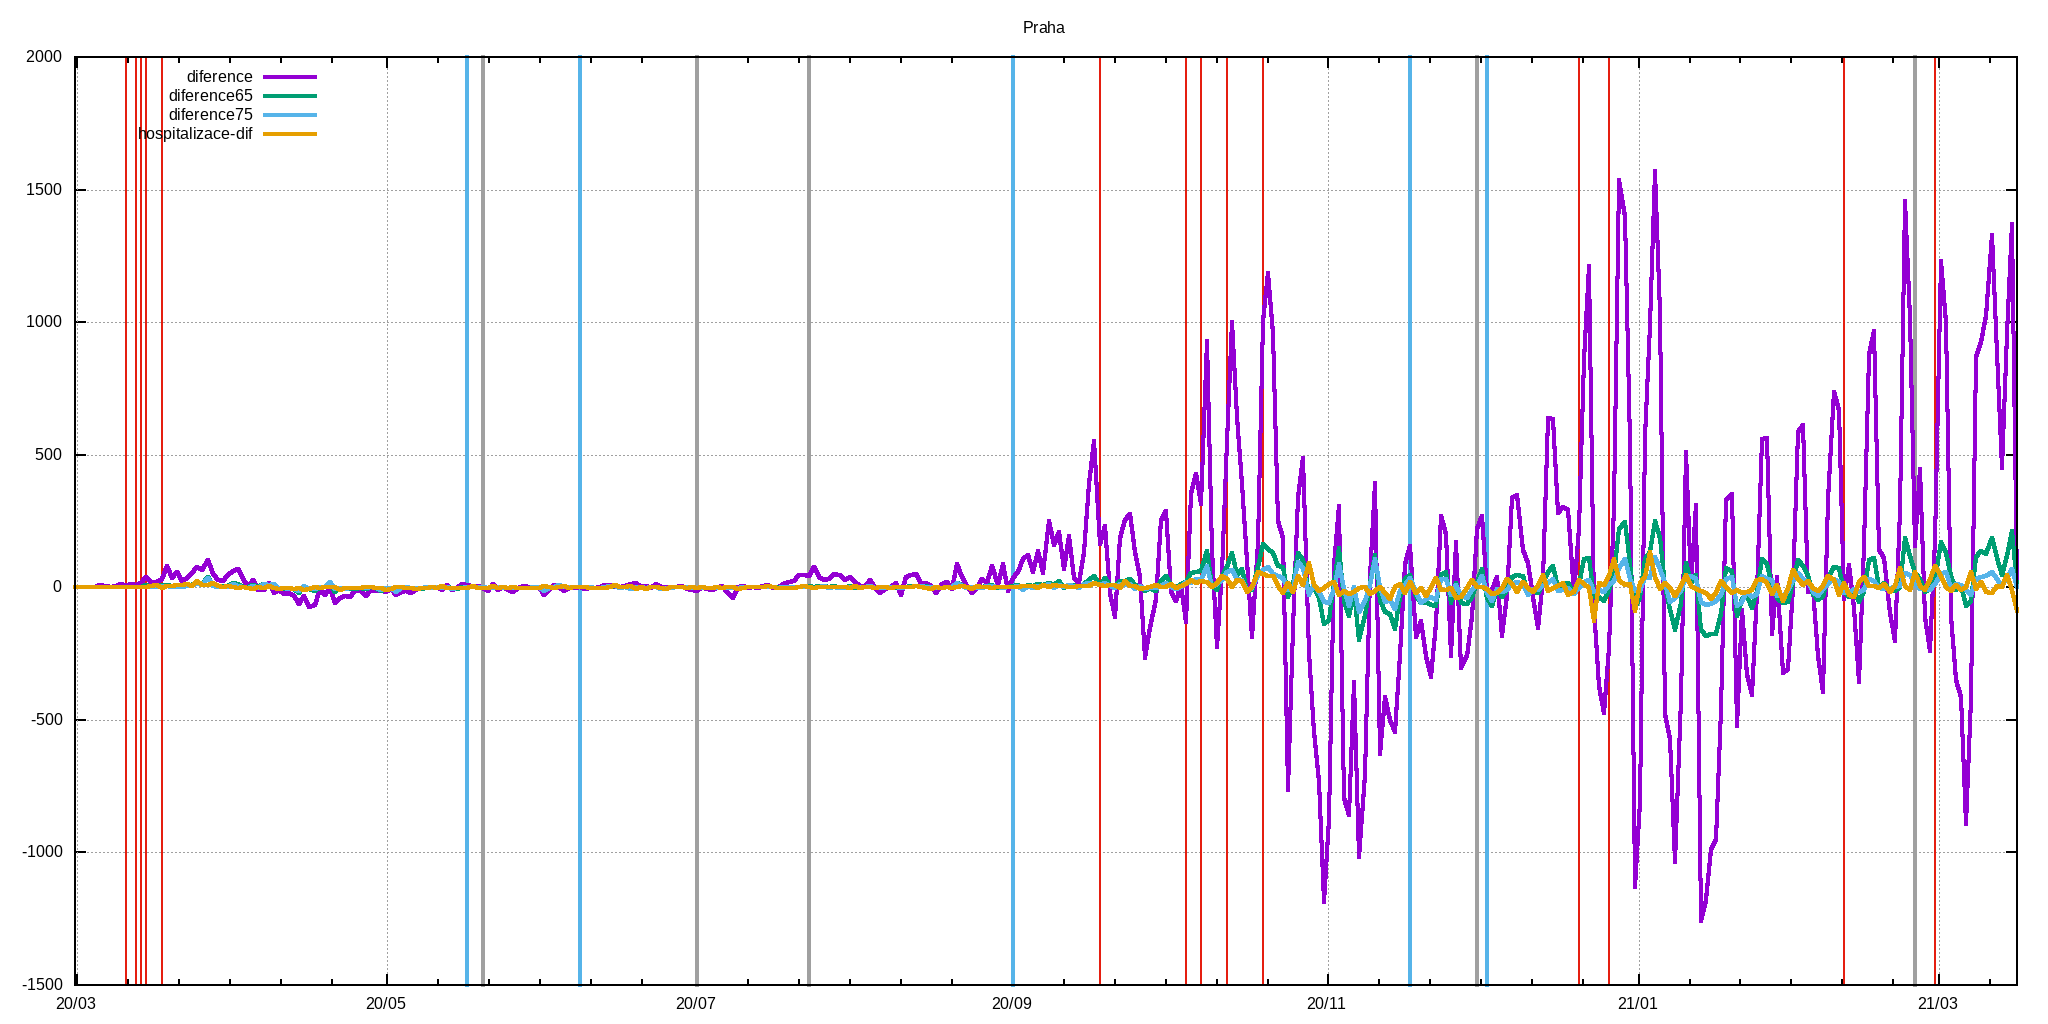 Praha
2000
diference
diference65
diference75
hospitalizace-dif
1500
1000
500
0
-500
-1000
-1500
20/03 20/05 20/07 20/09 20/11 21/01 21/03